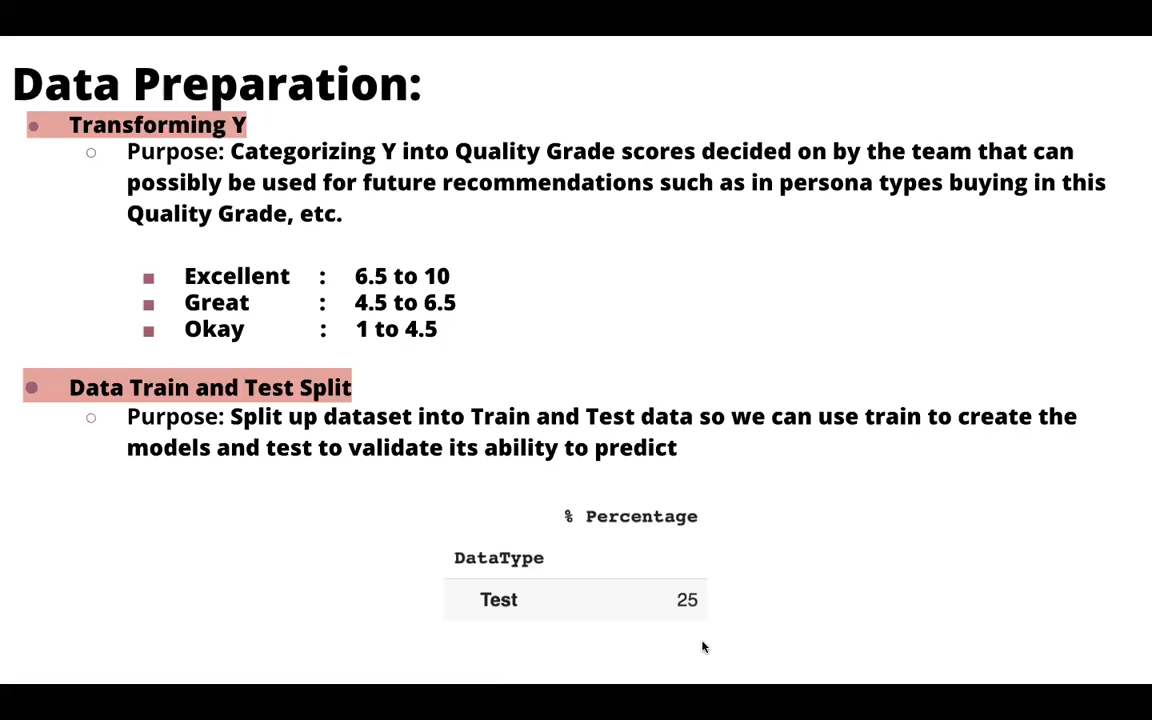 Data Preparation:
Transforming Y
Purpose: Categorizing Y into Quality Grade scores decided on by the team that can
possibly be used for future recommendations such as in persona types buying in this
Quality Grade, etc.
Excellent : 6.5 to 10
Great : 4.5 to 6.5
Okay : 1 to 4.5
Data Train and Test Split
Purpose: Split up dataset into Train and Test data so we can use train to create the
models and test to validate its ability to predict
% Percentage
DataType
Test 25